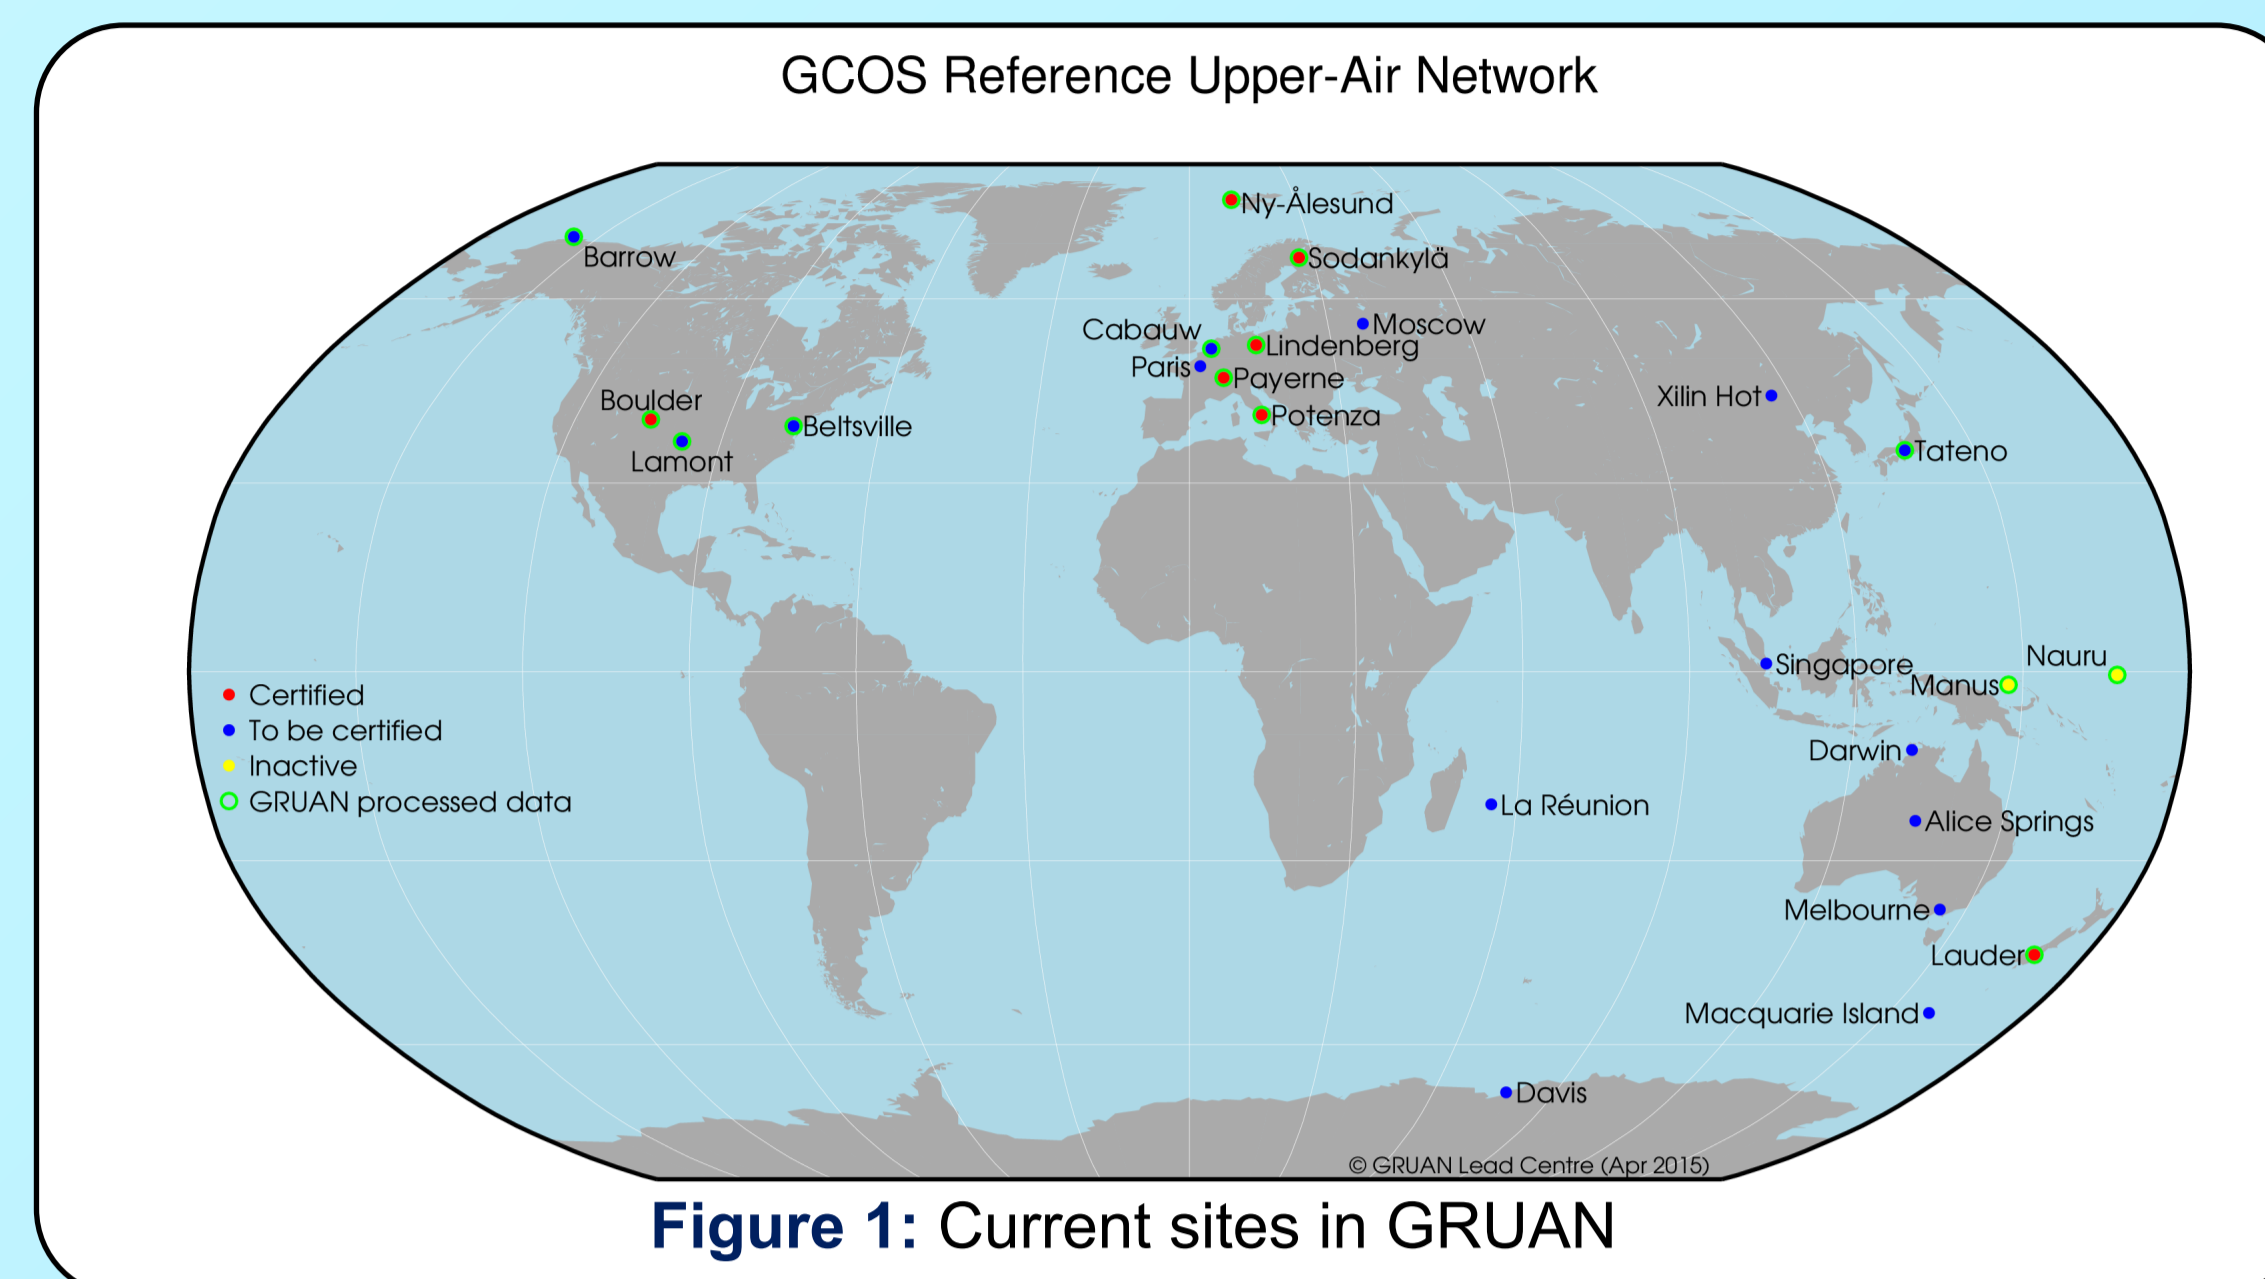 GCOS Reference Upper-Air Network
Ny-Ålesund
Barrow
Sodankylä
Moscow
Cabauw
Lindenberg
Paris
Payerne
Xilin Hot
Boulder
Potenza
Beltsville
Tateno
Lamont
Nauru
Singapore
Manus
Certified
To be certified
Inactive
GRUAN processed data
Darwin
La Réunion
Alice Springs
Melbourne
Lauder
Macquarie Island
Davis
© GRUAN Lead Centre (Apr 2015)
Figure 1: Current sites in GRUAN